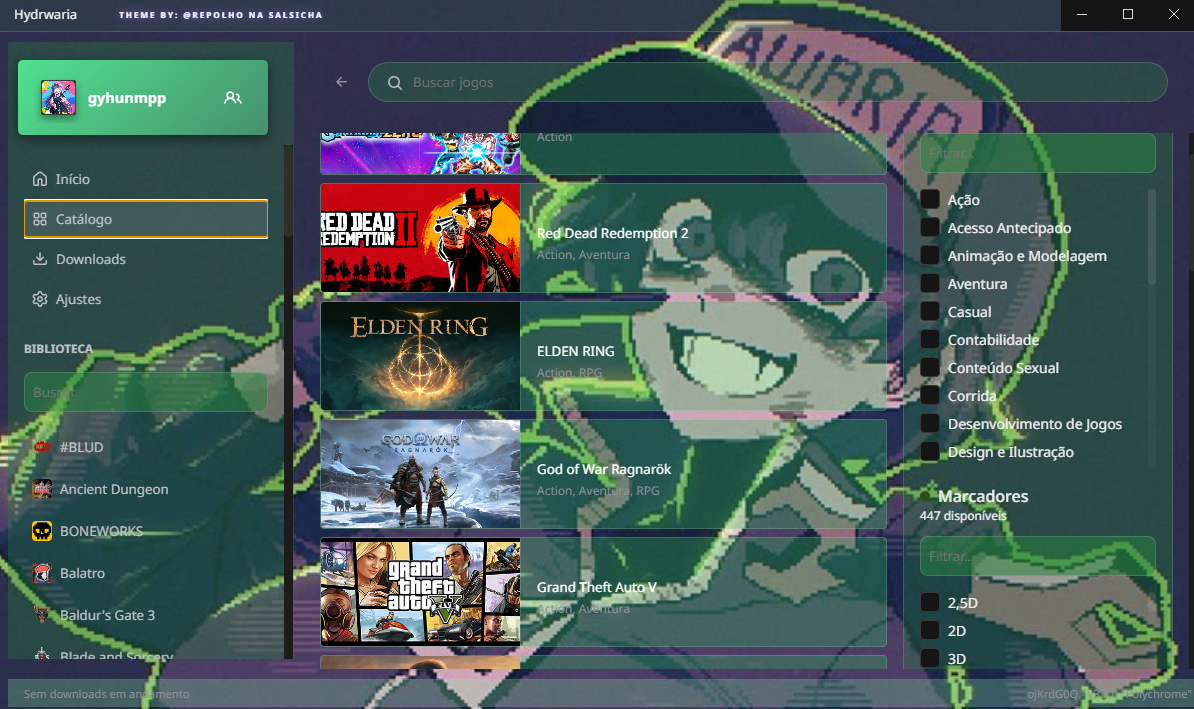 Hydrwaria
THEME BY: @REPOLHO NA SALSICHA
gyhunmpp
Início
Catálogo
Downloads
Ajustes
BIBLIOTECA
Buscar
#BLUD
Ancient Dungeon
BONEWORKS
Balatro
Baldur's Gate 3
Blade and Sorcery
Buscar jogos
WARIO
Action
RED DEAD
REDEMPTION II
Red Dead Redemption 2
Action, Aventura
ELDEN RING
ELDEN RING
Action, RPG
GOD OF WAR
RAGNARÖK
God of War Ragnarök
Action, Aventura, RPG
grand
theft
auto V
Grand Theft Auto V
Action, Aventura
Filtrar...
Ação
Acesso Antecipado
Animação e Modelagem
Aventura
Casual
Contabilidade
Conteúdo Sexual
Corrida
Desenvolvimento de Jogos
Design e Ilustração
Marcadores
447 disponíveis
Filtrar...
2,5D
2D
3D
Sem downloads em andamento
ojKrdG0Q
Polychrome"